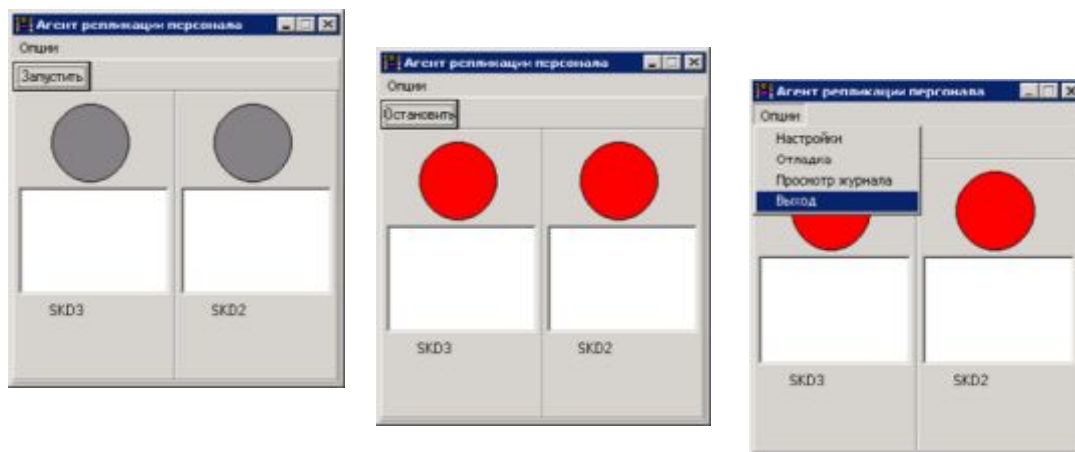 Агент репликации персонала
Опции
Запустить
SKD3 SKD2
Агент репликации персонала
Опции
Остановить
SKD3 SKD2
Агент репликации персонала
Опции
Настройки
Отладка
Просмотр журнала
Выход
SKD3 SKD2